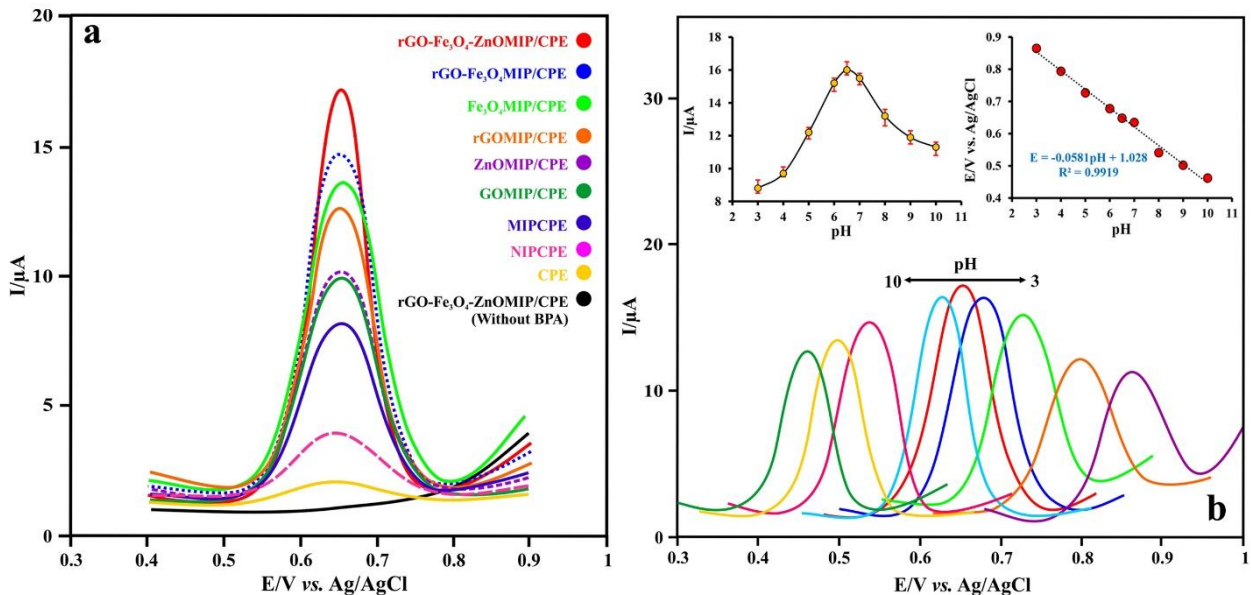 a
20
15
10
5
0
I/μA
0.3 0.4 0.5 0.6 0.7 0.8 0.9 1
E/V vs. Ag/AgCl
rGO-Fe₃O₄-ZnOMIP/CPE
rGO-Fe₃O₄MIP/CPE
Fe₃O₄MIP/CPE
rGOMIP/CPE
ZnOMIP/CPE
GOMIP/CPE
MIPCPE
NIPCPE
CPE
rGO-Fe₃O₄-ZnOMIP/CPE
(Without BPA)
b
30
20
10
0
I/μA
0.3 0.4 0.5 0.6 0.7 0.8 0.9 1
E/V vs. Ag/AgCl
pH
10 3
18
16
14
12
10
8
I/μA
2 3 4 5 6 7 8 9 10 11
pH
0.9
0.8
0.7
0.6
0.5
0.4
E/V vs. Ag/AgCl
E = -0.0581pH + 1.028
R² = 0.9919
2 3 4 5 6 7 8 9 10 11
pH